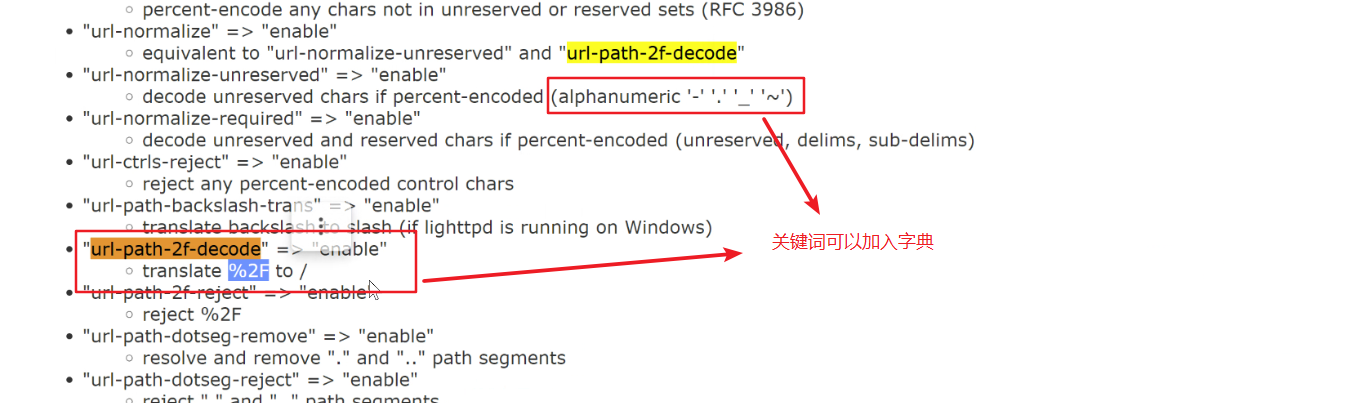 percent-encode any chars not in unreserved or reserved sets (RFC 3986)
"url-normalize" => "enable"
equivalent to "url-normalize-unreserved" and "url-path-2f-decode"
"url-normalize-unreserved" => "enable"
decode unreserved chars if percent-encoded (alphanumeric '-' '.' '_' '~')
"url-normalize-required" => "enable"
decode unreserved and reserved chars if percent-encoded (unreserved, delims, sub-delims)
"url-ctrls-reject" => "enable"
reject any percent-encoded control chars
"url-path-backslash-trans" => "enable"
translate backslash to slash (if lighttpd is running on Windows)
"url-path-2f-decode" => "enable"
关键词可以加入字典
translate %2F to /
"url-path-2f-reject" => "enable"
reject %2F
"url-path-dotseg-remove" => "enable"
resolve and remove "." and ".." path segments
"url-path-dotseg-reject" => "enable"
reject "." and ".." path segments